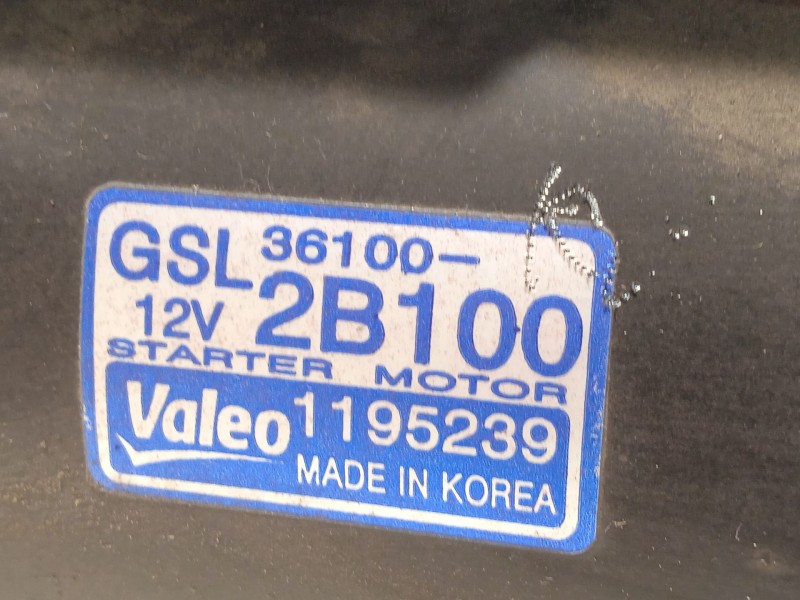 GSL 36100-
12V 2B100
STARTER MOTOR
Valeo 1195239
MADE IN KOREA